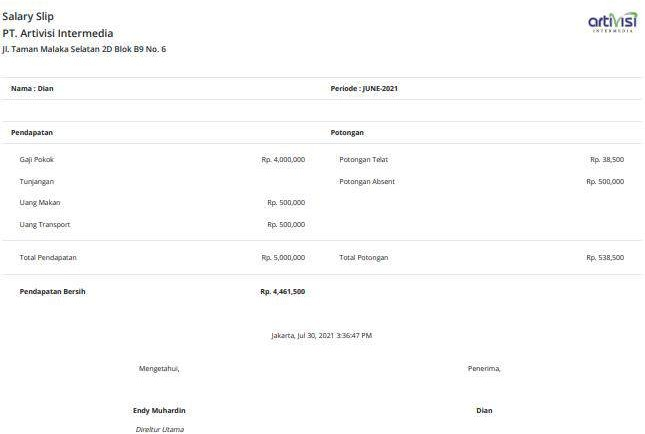 Salary Slip
PT. Artivisi Intermedia
Jl. Taman Malaka Selatan 2D Blok B9 No. 6
artivisi
INTERMEDIA
Nama : Dian Periode : JUNE-2021
Pendapatan Potongan
Gaji Pokok Rp. 4,000,000 Potongan Telat Rp. 38,500
Tunjangan Potongan Absent Rp. 500,000
Uang Makan Rp. 500,000
Uang Transport Rp. 500,000
Total Pendapatan Rp. 5,000,000 Total Potongan Rp. 538,500
Pendapatan Bersih Rp. 4,461,500
Jakarta, Jul 30, 2021 3:36:47 PM
Mengetahui, Penerima,
Endy Muhardin Dian
Direltur Utama